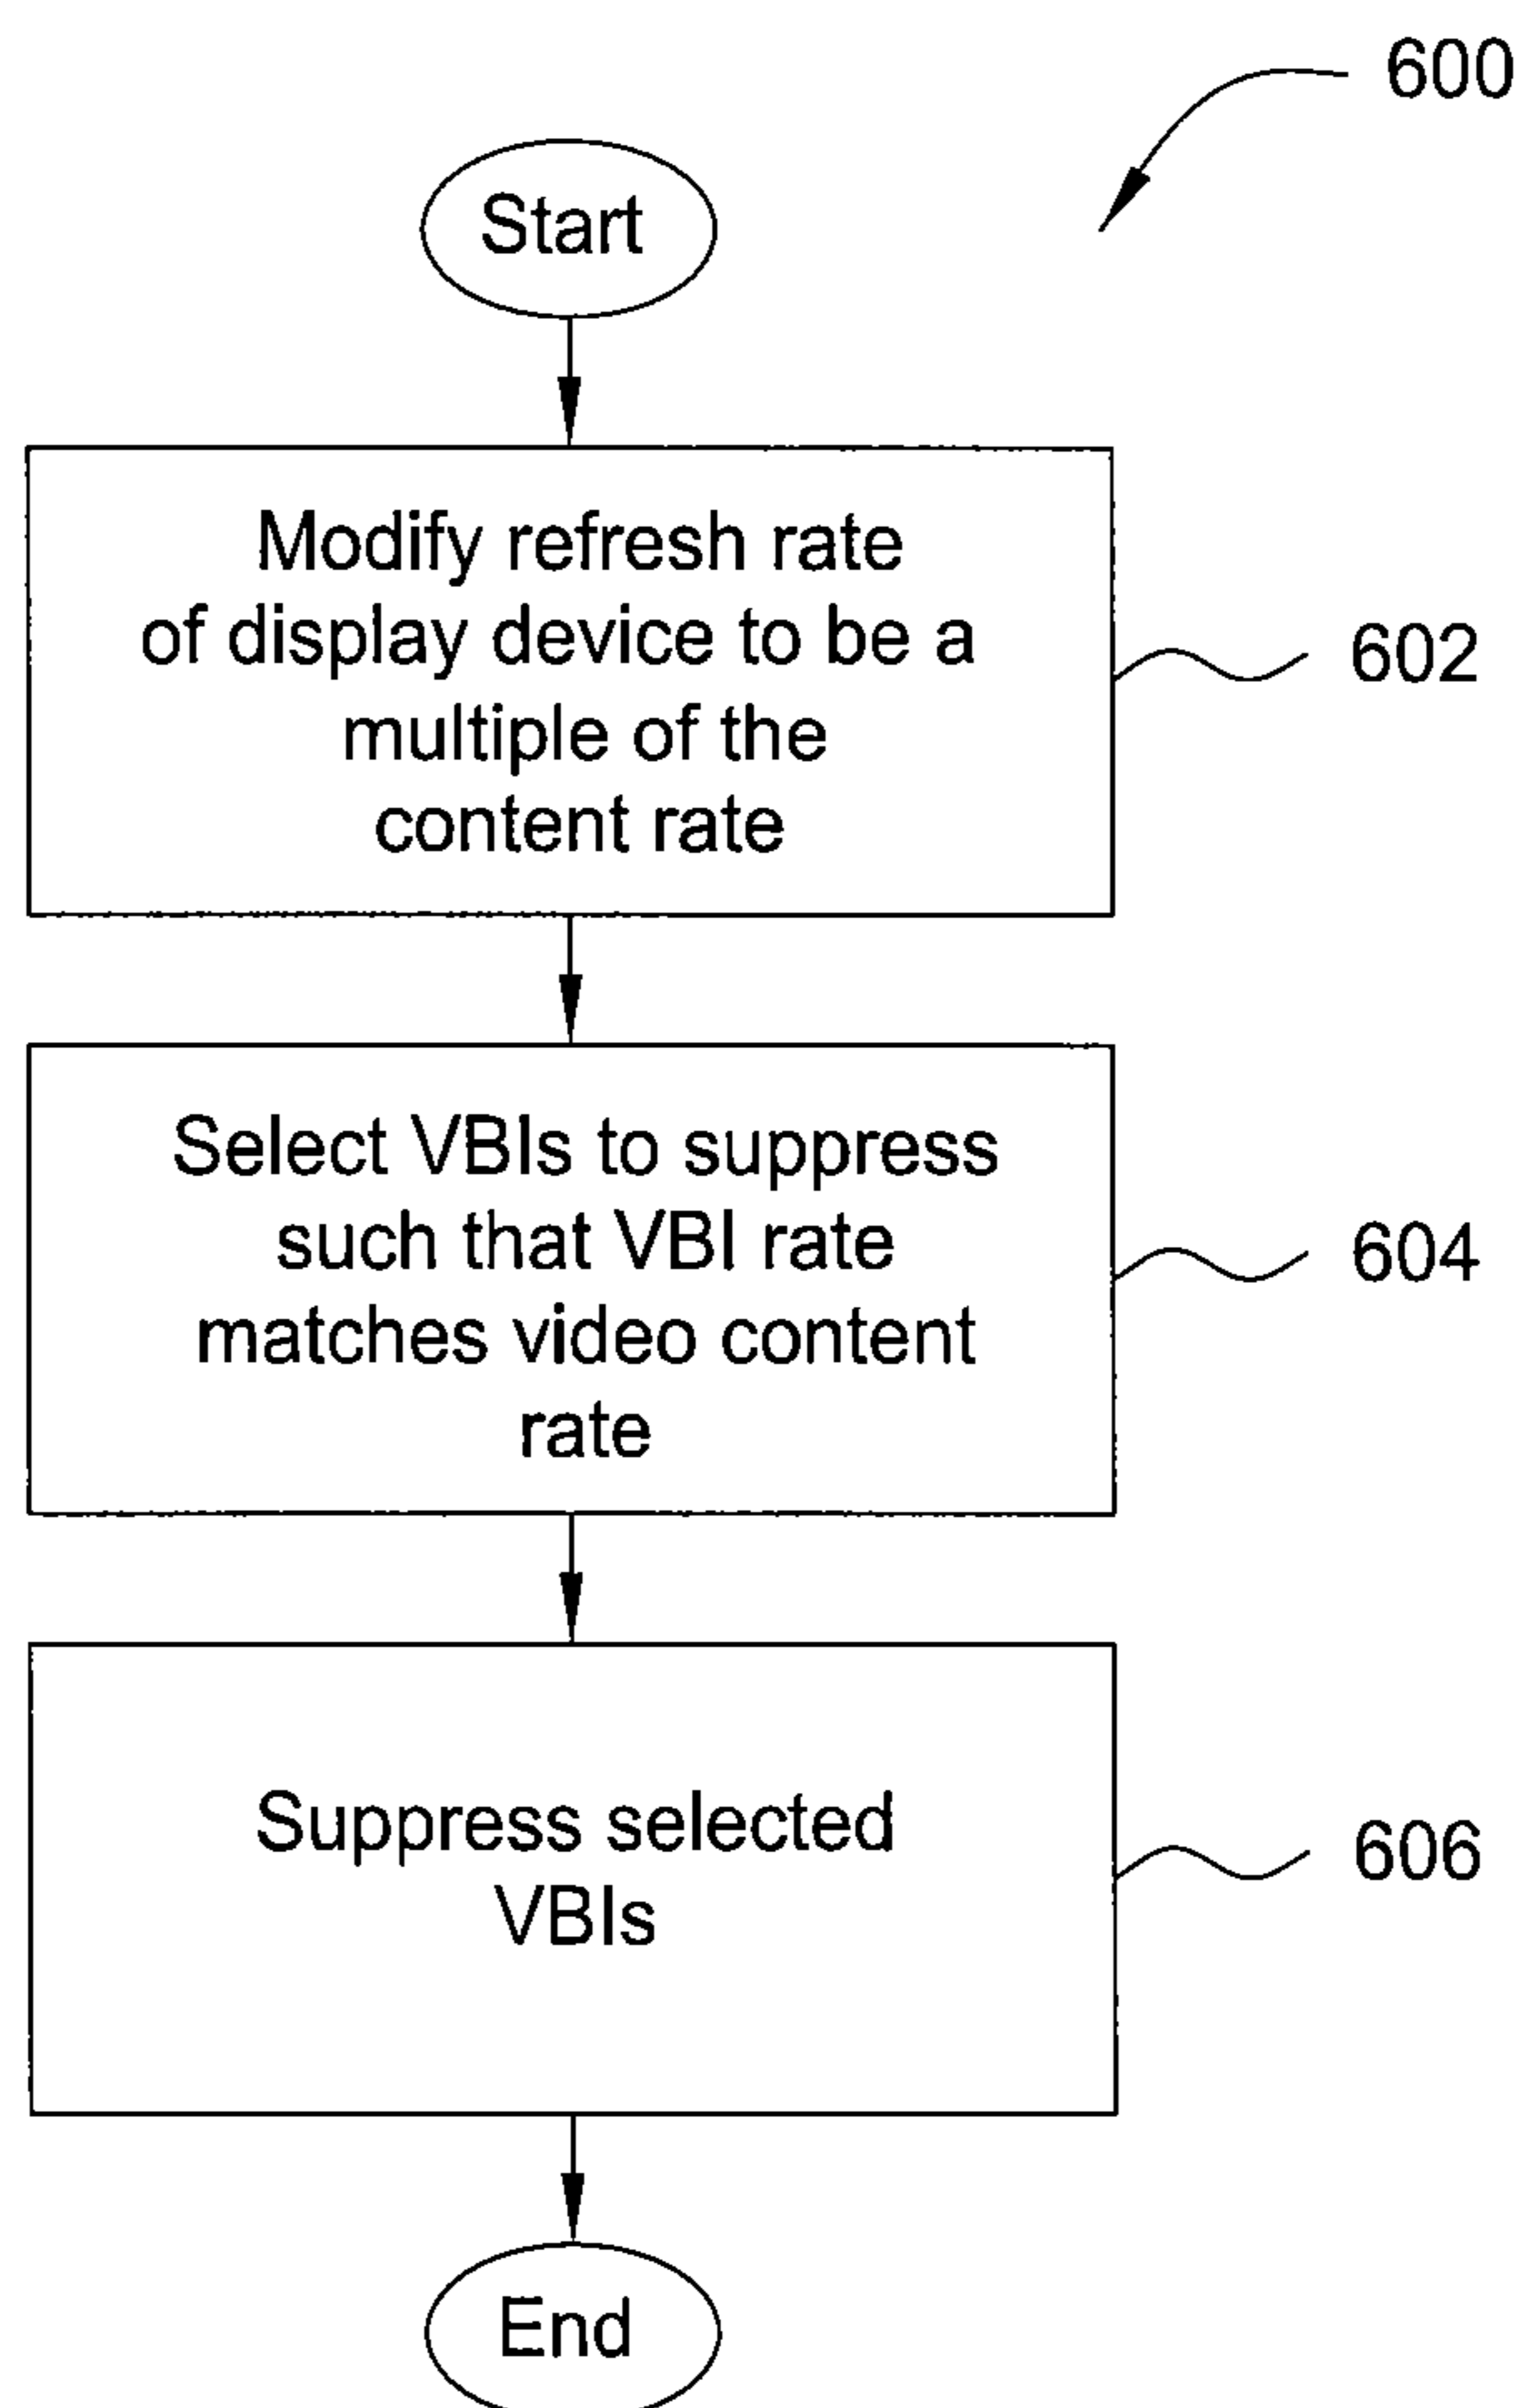 600
Start
Modify refresh rate
of display device to be a
multiple of the
content rate
602
Select VBIs to suppress
such that VBI rate
matches video content
rate
604
Suppress selected
VBIs
606
End